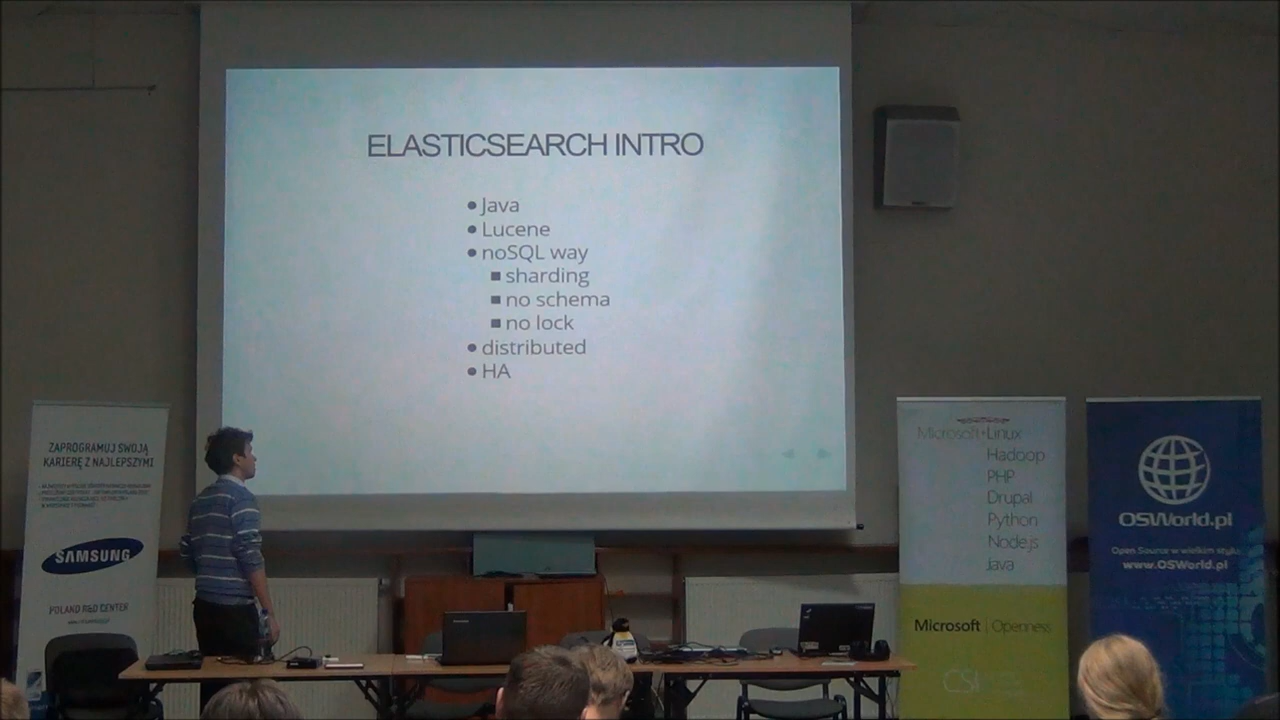 ELASTICSEARCH INTRO
Java
Lucene
noSQL way
sharding
no schema
no lock
distributed
HA
ZAPROGRAMUJ SWOJĄ
KARIERĘ Z NAJLEPSZYMI
SAMSUNG
POLAND R&D CENTER
Microsoft+Linux
Hadoop
PHP
Drupal
Python
Node.js
Java
Microsoft | Openness
CSI
OSWorld.pl
Open Source w wielkim stylu
www.OSWorld.pl